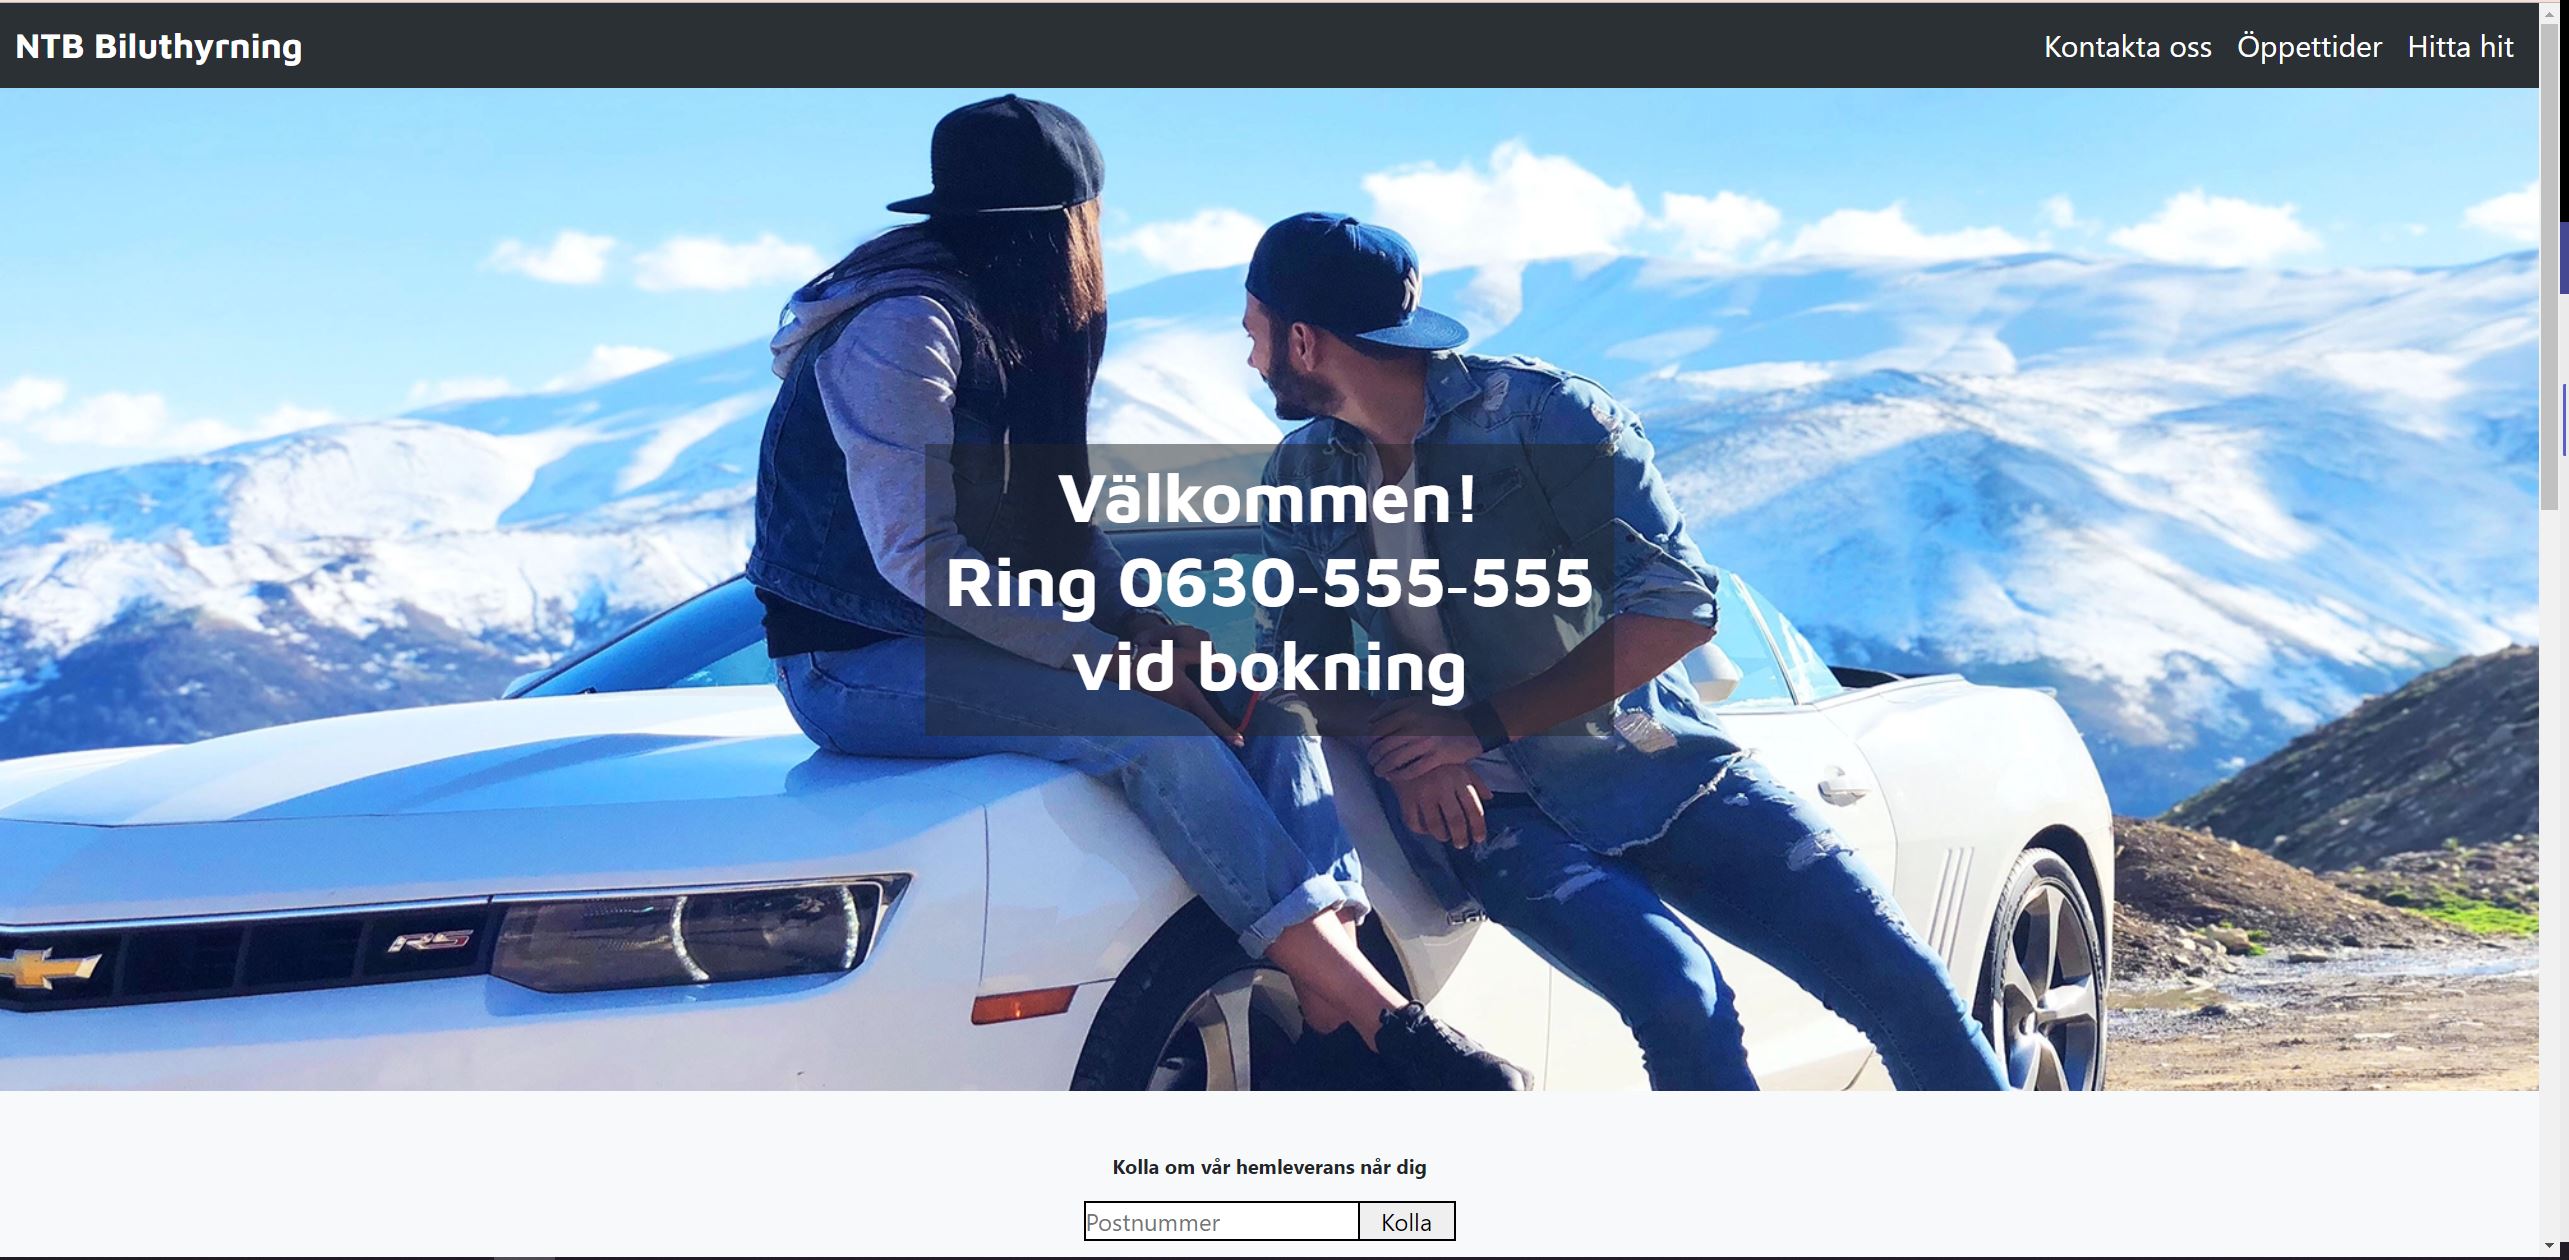 NTB Biluthyrning
Kontakta oss Öppettider Hitta hit
Välkommen!
Ring 0630-555-555
vid bokning
RS
Kolla om vår hemleverans når dig
Postnummer Kolla